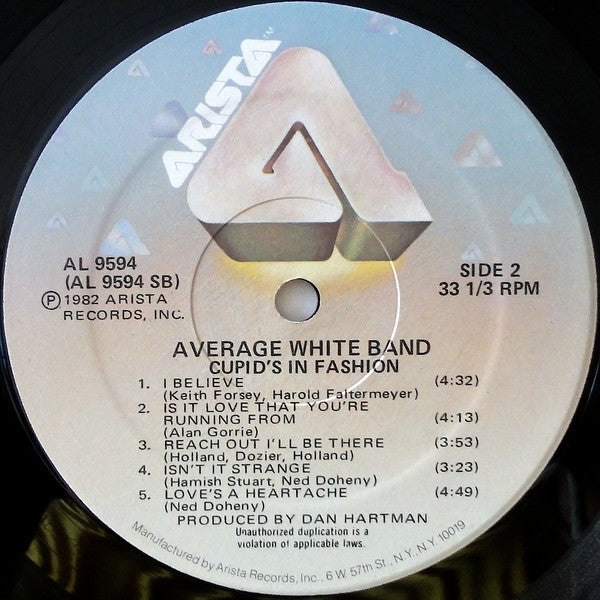 ARISTA
AL 9594
(AL 9594 SB)
Ⓟ 1982 ARISTA
RECORDS, INC.
SIDE 2
33 1/3 RPM
AVERAGE WHITE BAND
CUPID'S IN FASHION
1. I BELIEVE (4:32)
(Keith Forsey, Harold Faltermeyer)
2. IS IT LOVE THAT YOU'RE
RUNNING FROM (4:13)
(Alan Gorrie)
3. REACH OUT I'LL BE THERE (3:53)
(Holland, Dozier, Holland)
4. ISN'T IT STRANGE (3:23)
(Hamish Stuart, Ned Doheny)
5. LOVE'S A HEARTACHE (4:49)
(Ned Doheny)
PRODUCED BY DAN HARTMAN
Unauthorized duplication is a
violation of applicable laws.
Manufactured by Arista Records, Inc., 6 W 57th St., N.Y. N.Y. 10019